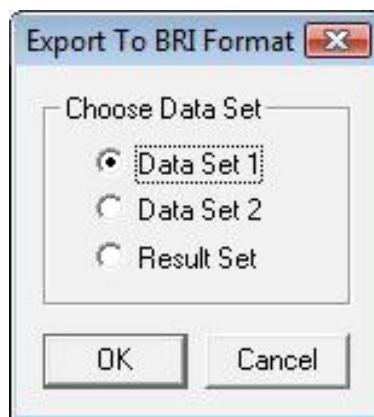 Export To BRI Format
Choose Data Set
Data Set 1
Data Set 2
Result Set
OK
Cancel